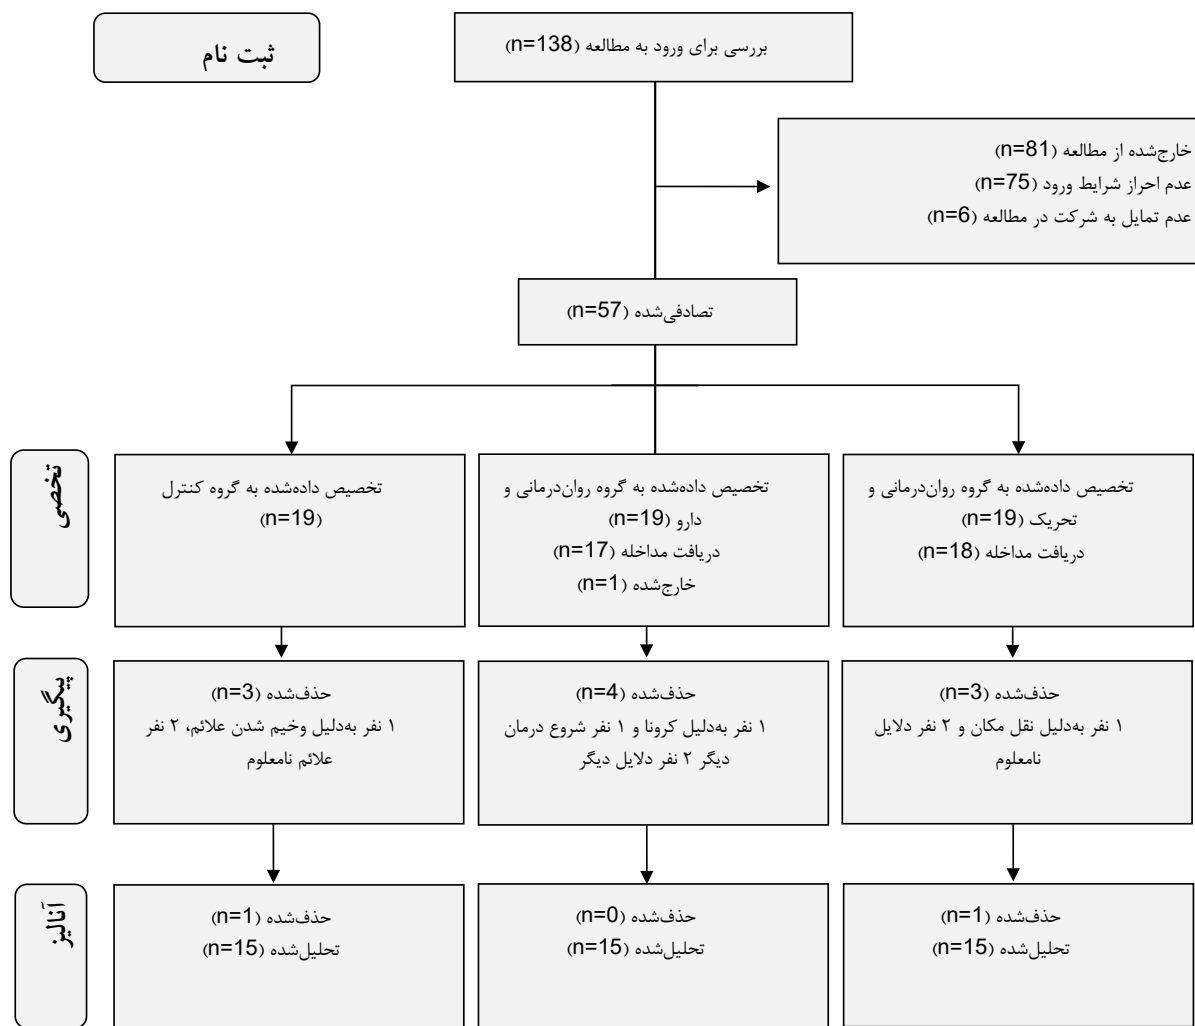 ثبت نام
بررسی برای ورود به مطالعه (n=138)
خارج‌شده از مطالعه (n=81)
عدم احراز شرایط ورود (n=75)
عدم تمایل به شرکت در مطالعه (n=6)
تصادفی‌شده (n=57)
تخصصی
تخصیص داده‌شده به گروه روان‌درمانی و
تحریک (n=19)
دریافت مداخله (n=18)
تخصیص داده‌شده به گروه روان‌درمانی و
دارو (n=19)
دریافت مداخله (n=17)
خارج‌شده (n=1)
تخصیص داده‌شده به گروه کنترل
(n=19)
پیگیری
حذف‌شده (n=3)
۱ نفر به‌دلیل نقل مکان و ۲ نفر دلایل
نامعلوم
حذف‌شده (n=4)
۱ نفر به‌دلیل کرونا و ۱ نفر شروع درمان
دیگر ۲ نفر دلایل دیگر
حذف‌شده (n=3)
۱ نفر به‌دلیل وخیم شدن علائم، ۲ نفر
علائم نامعلوم
آنالیز
حذف‌شده (n=1)
تحلیل‌شده (n=15)
حذف‌شده (n=0)
تحلیل‌شده (n=15)
حذف‌شده (n=1)
تحلیل‌شده (n=15)